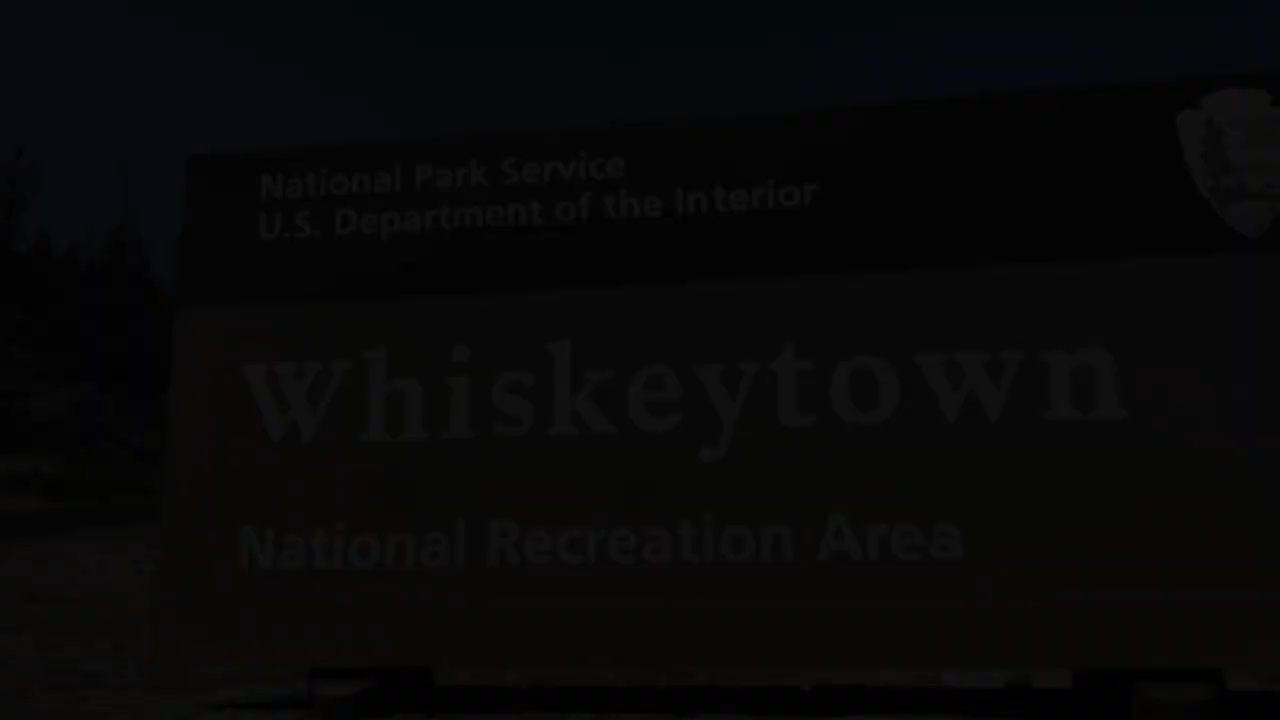 National Park Service
U.S. Department of the Interior
Whiskeytown
National Recreation Area